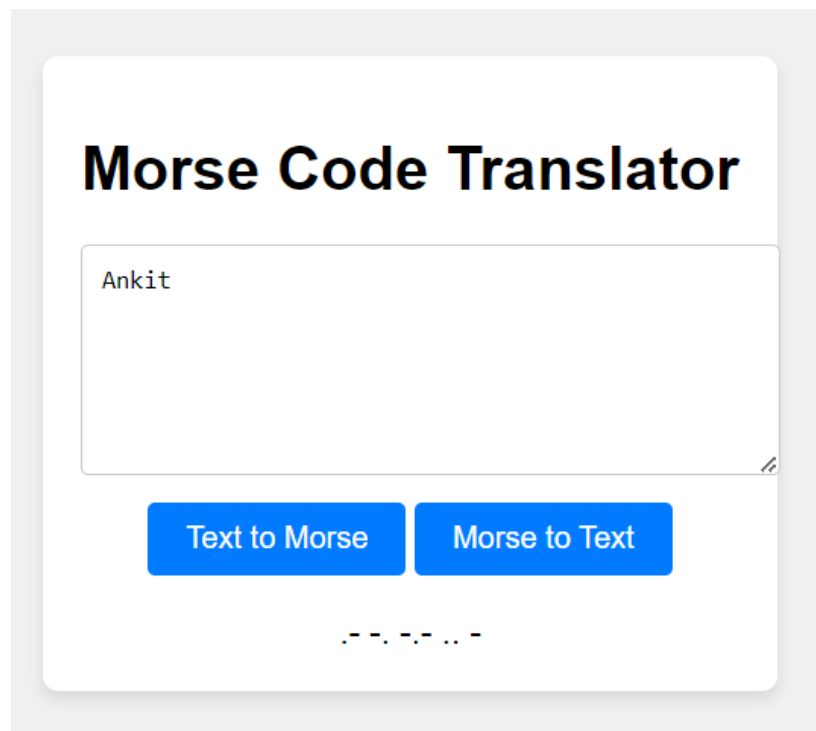 Morse Code Translator
Ankit
Text to Morse Morse to Text
.- -. -.- .. -